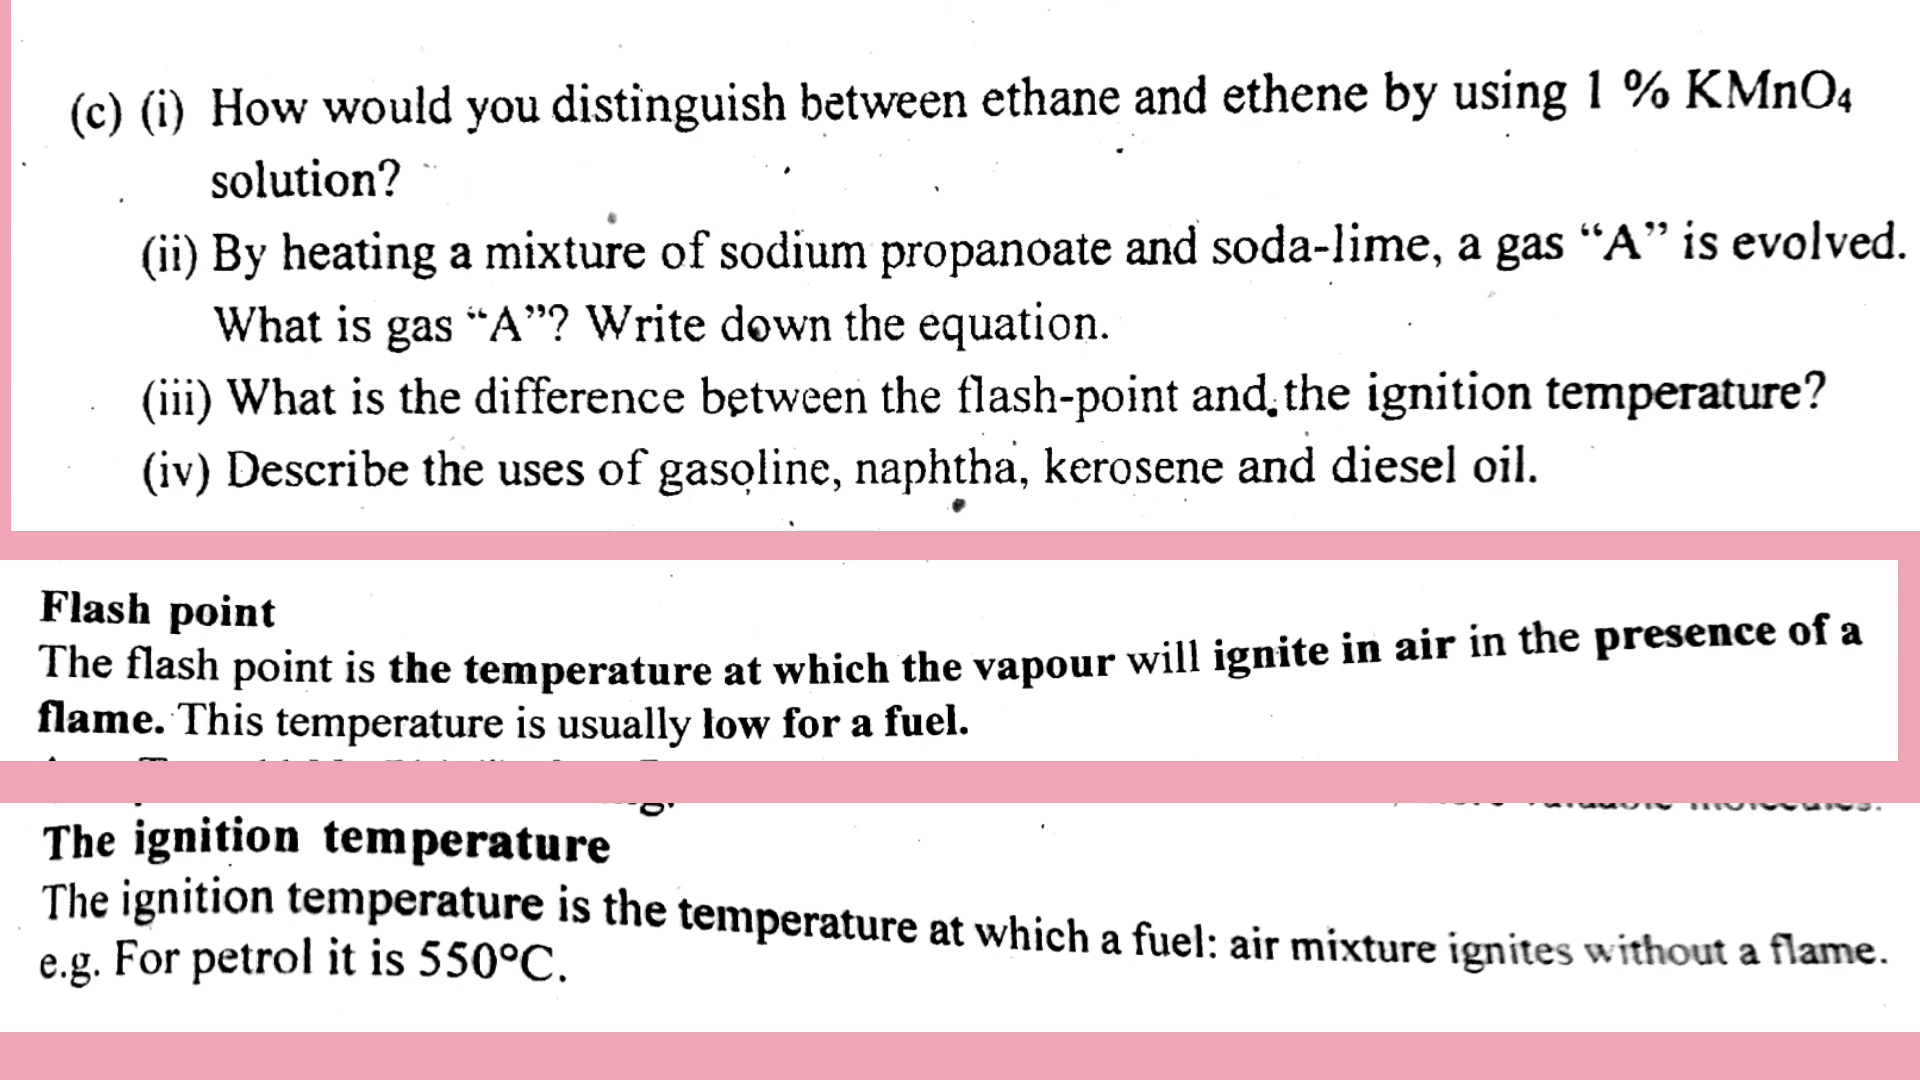 (c) (i) How would you distinguish between ethane and ethene by using 1 % KMnO₄
solution?
(ii) By heating a mixture of sodium propanoate and soda-lime, a gas “A” is evolved.
What is gas “A”? Write down the equation.
(iii) What is the difference between the flash-point and the ignition temperature?
(iv) Describe the uses of gasoline, naphtha, kerosene and diesel oil.
Flash point
The flash point is the temperature at which the vapour will ignite in air in the presence of a
flame. This temperature is usually low for a fuel.
The ignition temperature
The ignition temperature is the temperature at which a fuel: air mixture ignites without a flame.
e.g. For petrol it is 550°C.